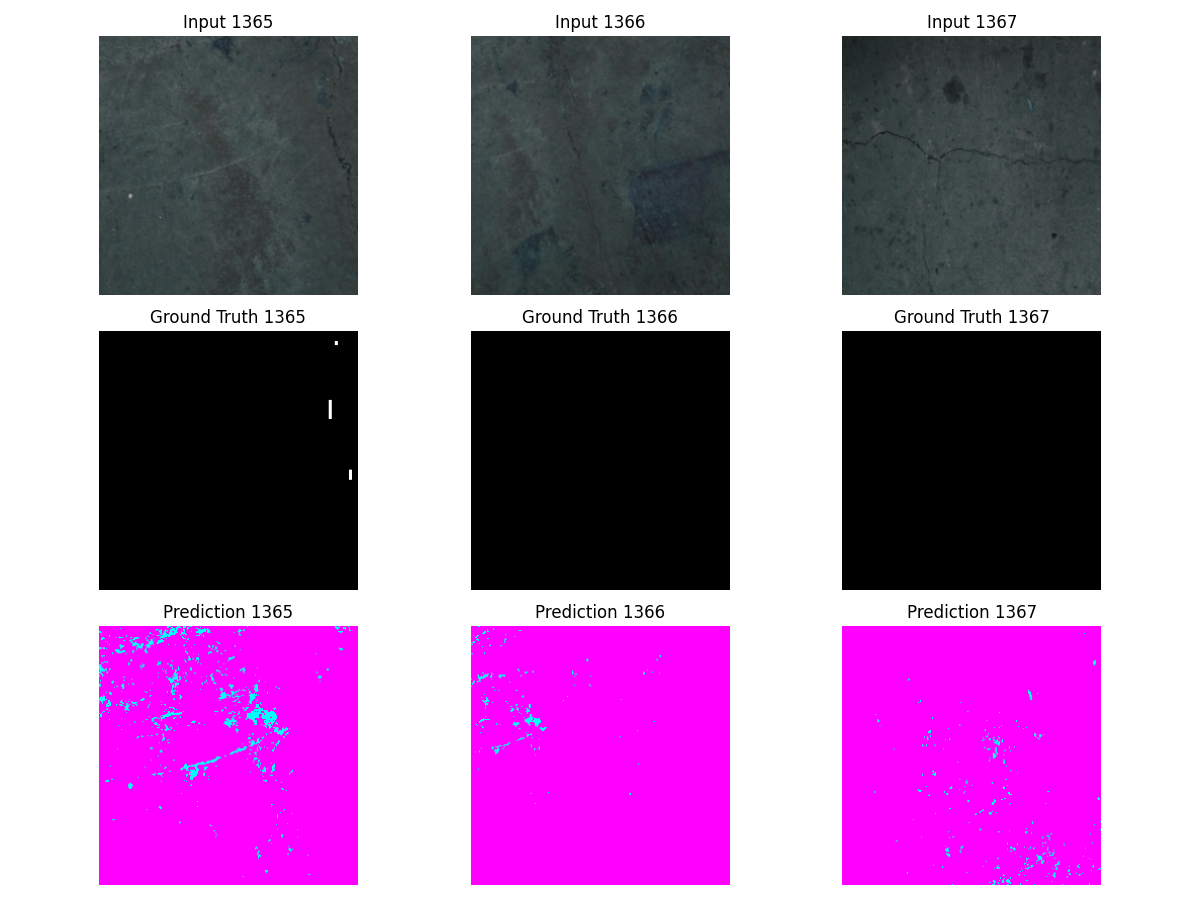 Input 1365
Input 1366
Input 1367
Ground Truth 1365
Ground Truth 1366
Ground Truth 1367
Prediction 1365
Prediction 1366
Prediction 1367